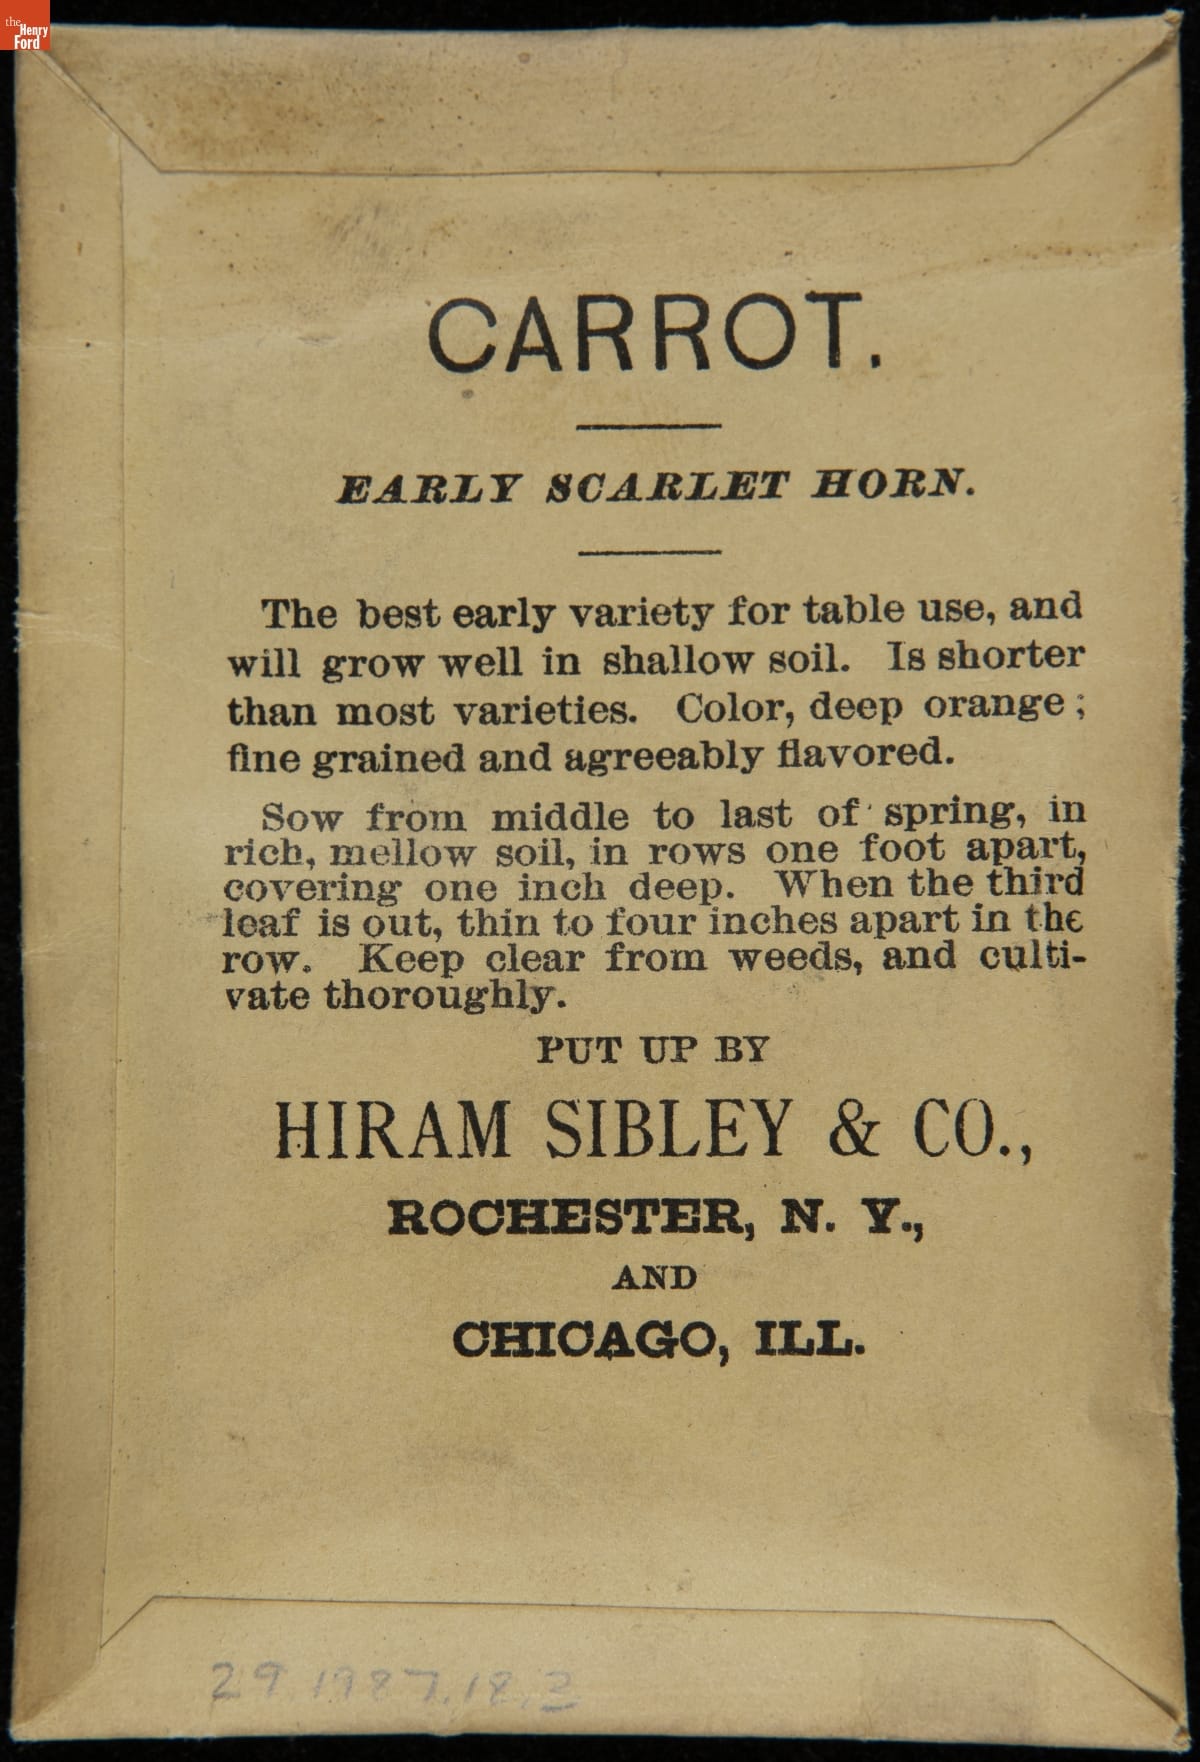 the
Henry
Ford
CARROT.
EARLY SCARLET HORN.
The best early variety for table use, and
will grow well in shallow soil. Is shorter
than most varieties. Color, deep orange;
fine grained and agreeably flavored.
Sow from middle to last of spring, in
rich, mellow soil, in rows one foot apart,
covering one inch deep. When the third
leaf is out, thin to four inches apart in the
row. Keep clear from weeds, and culti-
vate thoroughly.
PUT UP BY
HIRAM SIBLEY & CO.,
ROCHESTER, N. Y.,
AND
CHICAGO, ILL.
29.1987.18.3